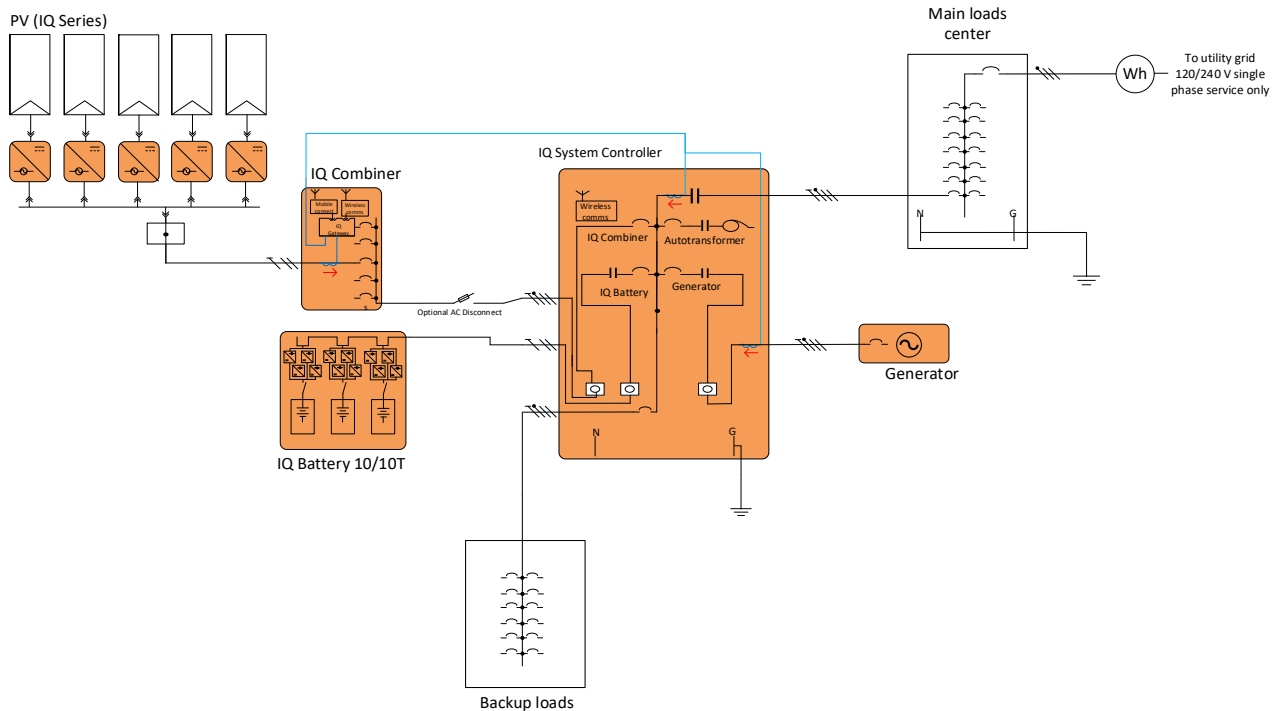 PV (IQ Series)
Main loads
center
Wh
To utility grid
120/240 V single
phase service only
IQ Combiner
Mobile
connect
Wireless
comms
IQ
Gateway
s
IQ System Controller
Wireless
comms
IQ Combiner
Autotransformer
IQ Battery
Generator
N
G
N
G
Optional AC Disconnect
Generator
IQ Battery 10/10T
Backup loads